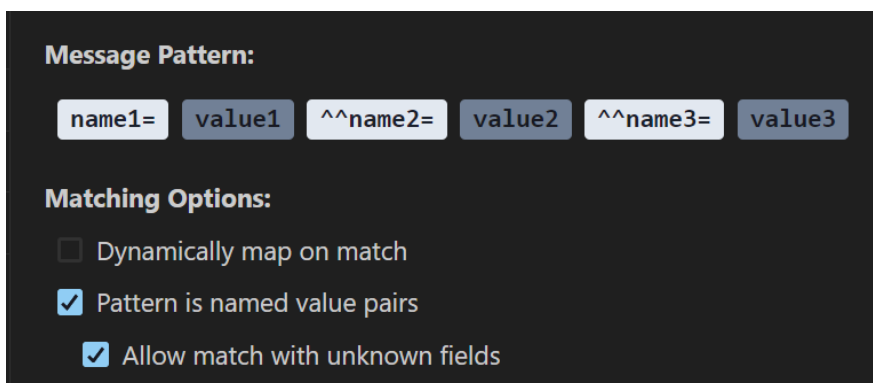 Message Pattern:
name1= value1 ^^name2= value2 ^^name3= value3
Matching Options:
Dynamically map on match
Pattern is named value pairs
Allow match with unknown fields